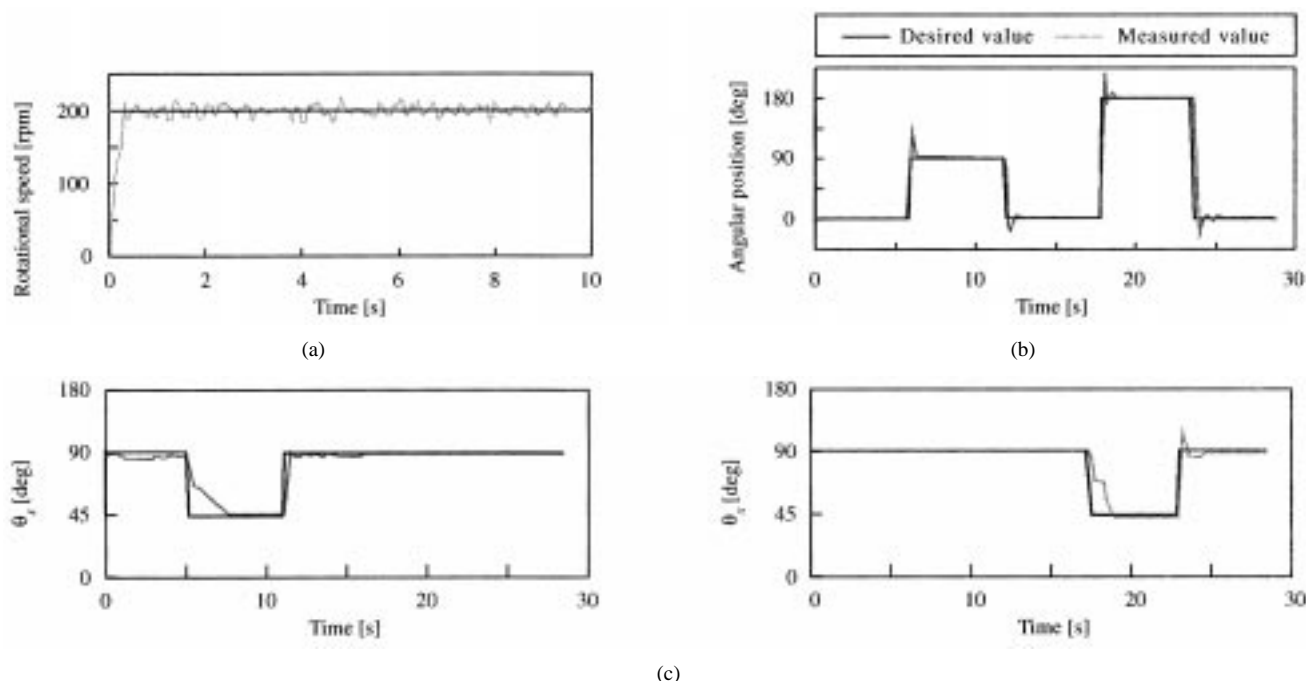 Desired value Measured value
Rotational speed [rpm]
200
100
0
0 2 4 6 8 10
Time [s]
(a)
Angular position [deg]
180
90
0
0 10 20 30
Time [s]
(b)
θ [deg]
180
90
45
0
0 10 20 30
Time [s]
θ [deg]
180
90
45
0
0 10 20 30
Time [s]
(c)